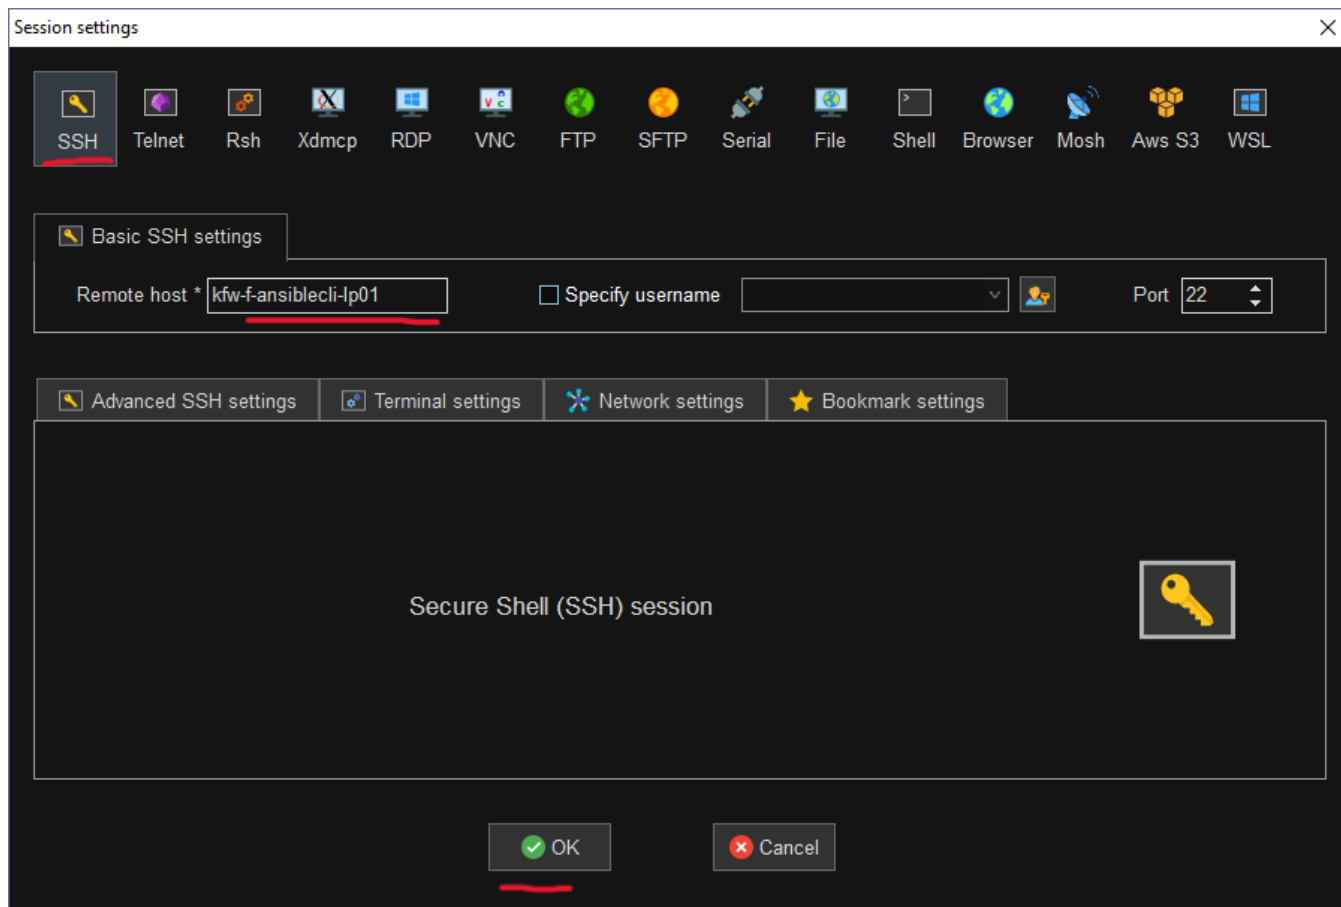 Session settings
SSH Telnet Rsh Xdmcp RDP VNC FTP SFTP Serial File Shell Browser Mosh Aws S3 WSL
Basic SSH settings
Remote host * kfw-f-ansiblecli-lp01 Specify username Port 22
Advanced SSH settings Terminal settings Network settings Bookmark settings
Secure Shell (SSH) session
OK Cancel